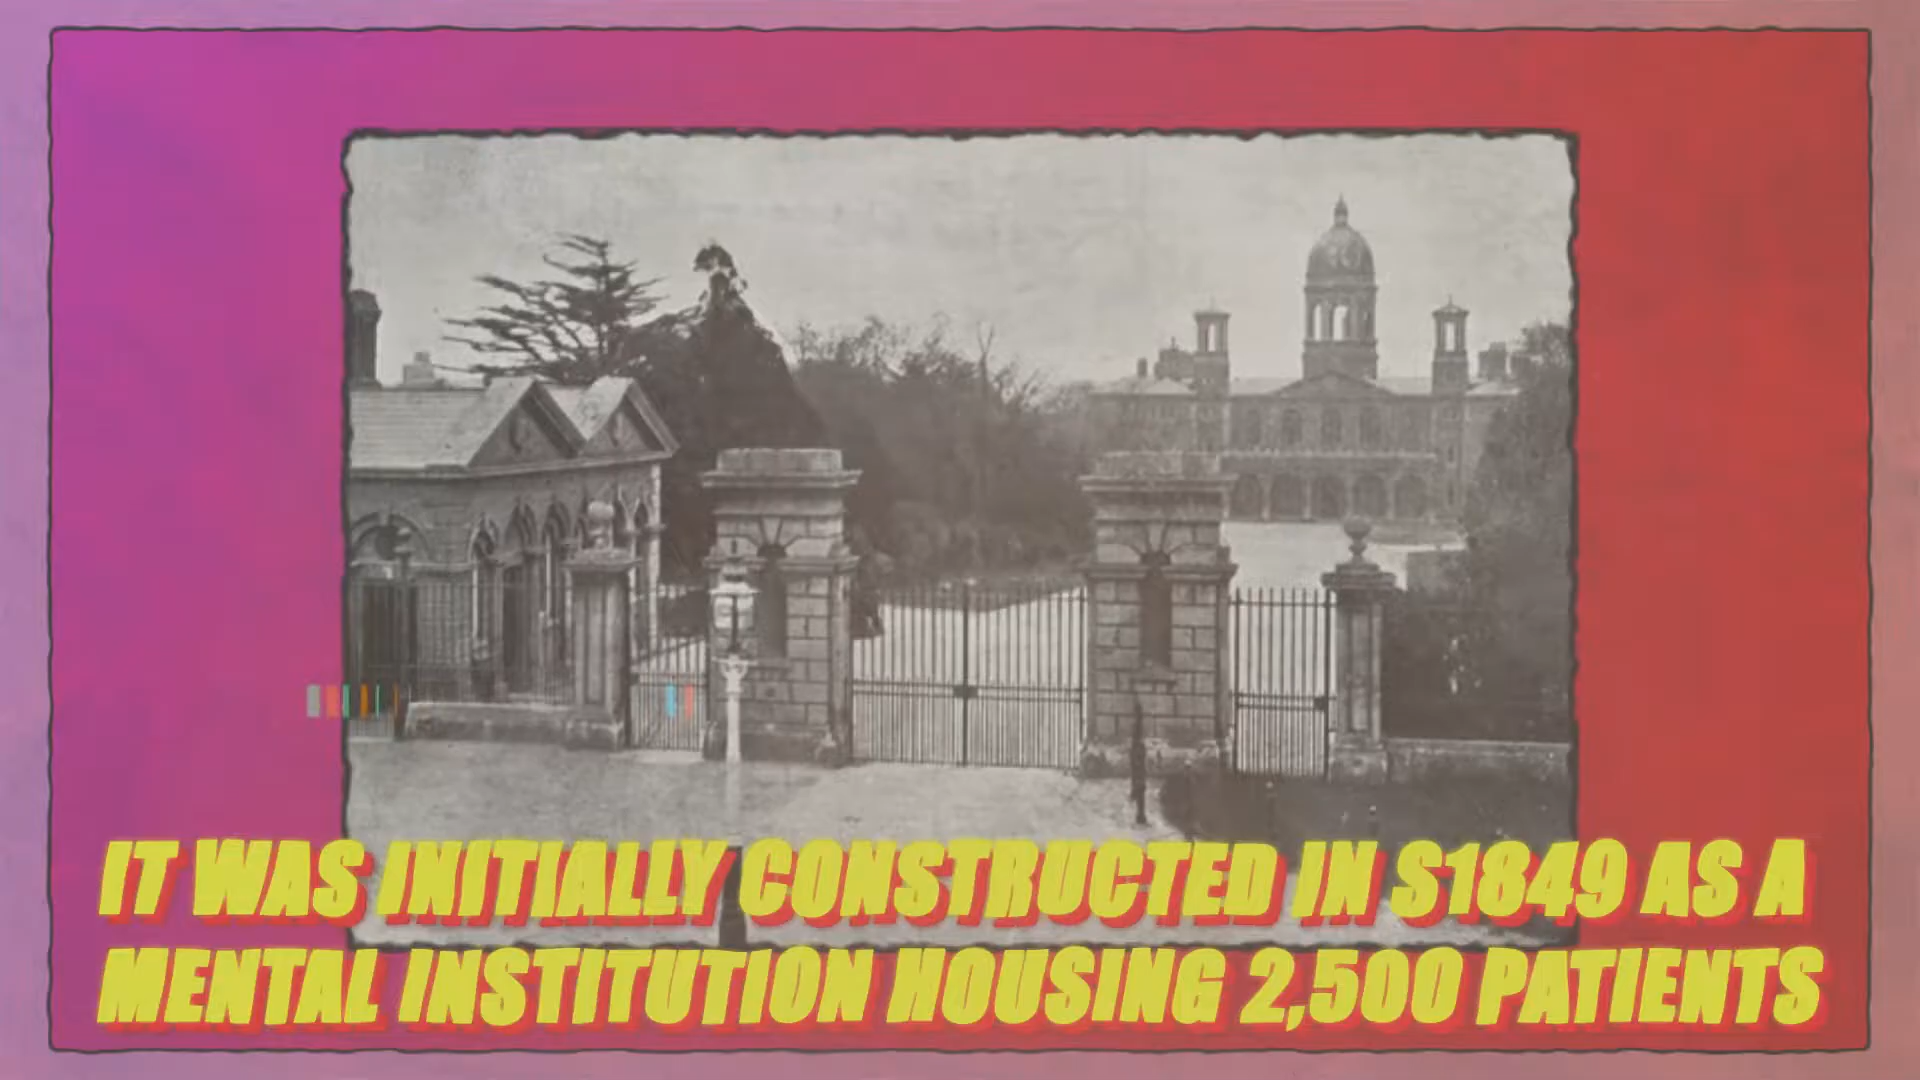 IT WAS INITIALLY CONSTRUCTED IN S1849 AS A
MENTAL INSTITUTION HOUSING 2,500 PATIENTS